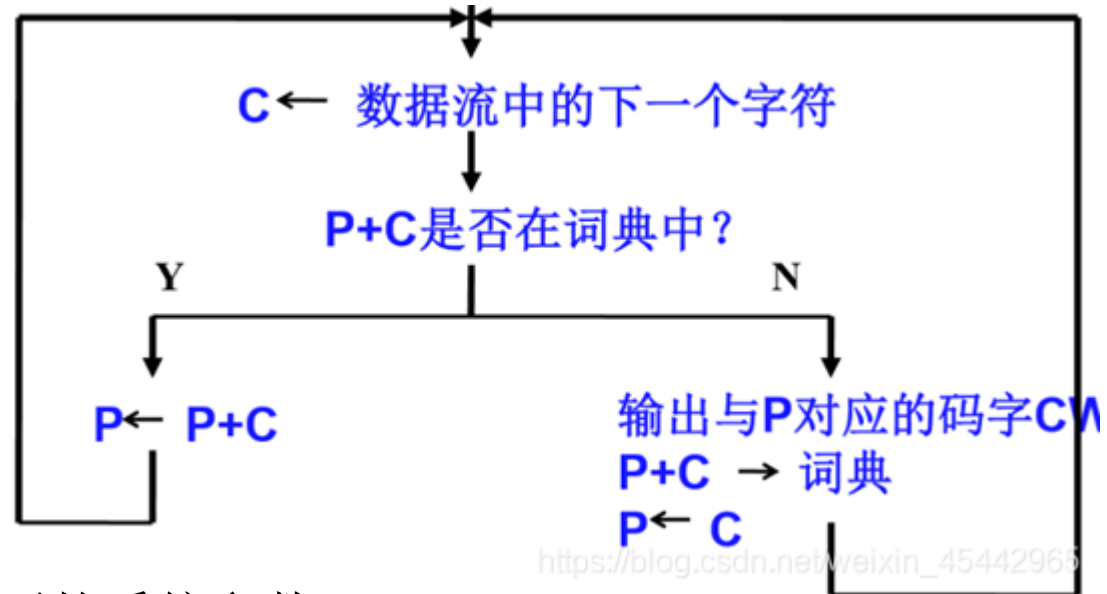 C← 数据流中的下一个字符
P+C是否在词典中？
Y
N
P← P+C
输出与P对应的码字CW
P+C → 词典
P← C
https://blog.csdn.net/weixin_45442965